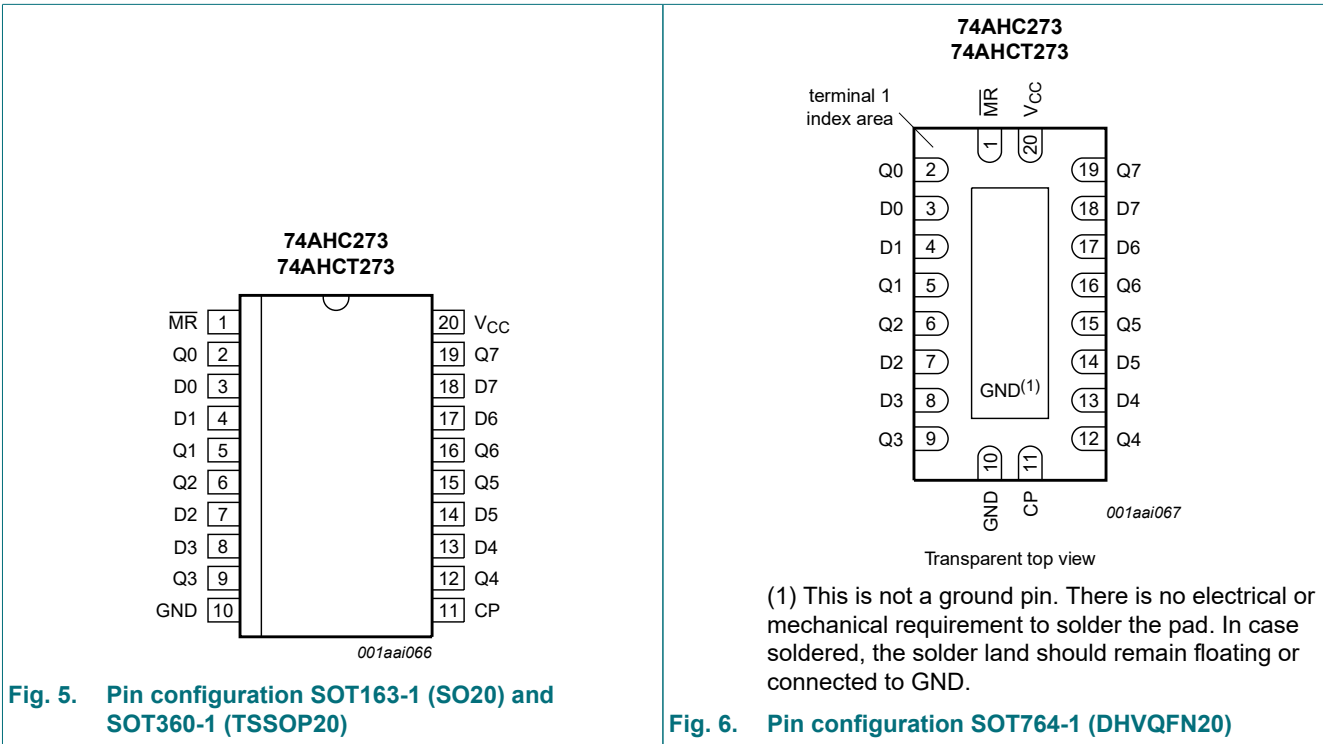 74AHC273
74AHCT273
MR 1 20 VCC
Q0 2 19 Q7
D0 3 18 D7
D1 4 17 D6
Q1 5 16 Q6
Q2 6 15 Q5
D2 7 14 D5
D3 8 13 D4
Q3 9 12 Q4
GND 10 11 CP
001aai066
Fig. 5. Pin configuration SOT163-1 (SO20) and
SOT360-1 (TSSOP20)
74AHC273
74AHCT273
terminal 1
index area
MR VCC
1 20
Q0 2 19 Q7
D0 3 18 D7
D1 4 17 D6
Q1 5 16 Q6
Q2 6 15 Q5
D2 7 14 D5
D3 8 GND(1) 13 D4
Q3 9 12 Q4
10 11
GND CP
001aai067
Transparent top view
(1) This is not a ground pin. There is no electrical or
mechanical requirement to solder the pad. In case
soldered, the solder land should remain floating or
connected to GND.
Fig. 6. Pin configuration SOT764-1 (DHVQFN20)